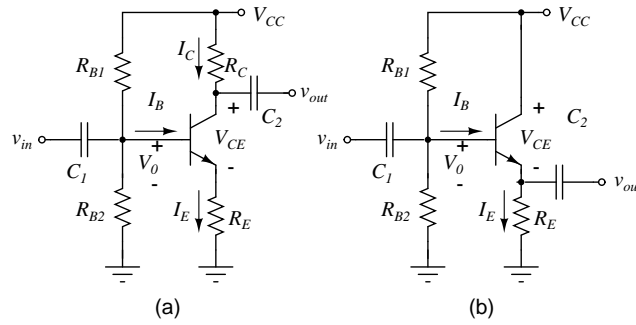 V_CC
I_C
R_B1
R_C
I_B
v_out
C_2
v_in
V_CE
C_1
V_0
R_B2
I_E
R_E
+
-
+
-
(a)
V_CC
R_B1
I_B
v_in
C_2
V_CE
C_1
V_0
R_B2
I_E
R_E
v_ou
+
-
+
-
(b)